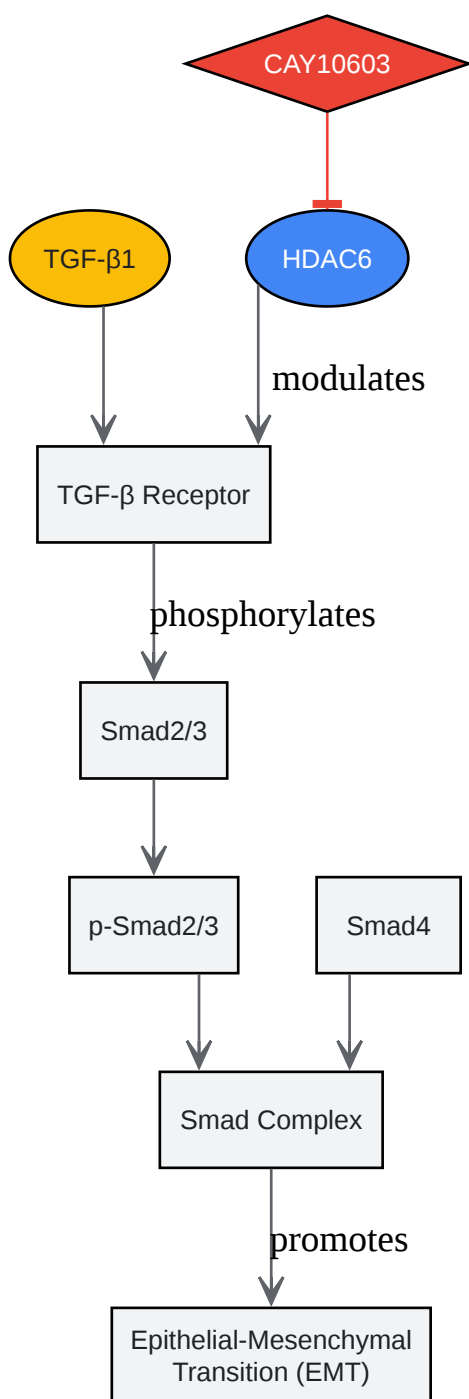 CAY10603
TGF-β1
HDAC6
modulates
TGF-β Receptor
phosphorylates
Smad2/3
p-Smad2/3
Smad4
Smad Complex
promotes
Epithelial-Mesenchymal
Transition (EMT)